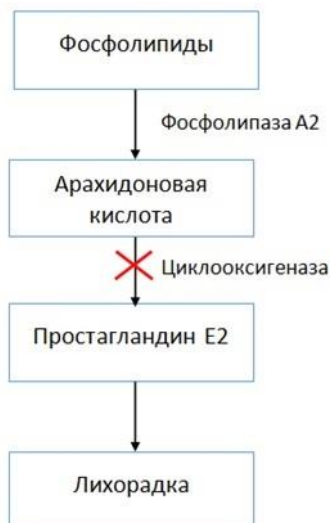 Фосфолипиды
Фосфолипаза А2
Арахидоновая
кислота
Циклооксигеназа
Простагландин Е2
Лихорадка